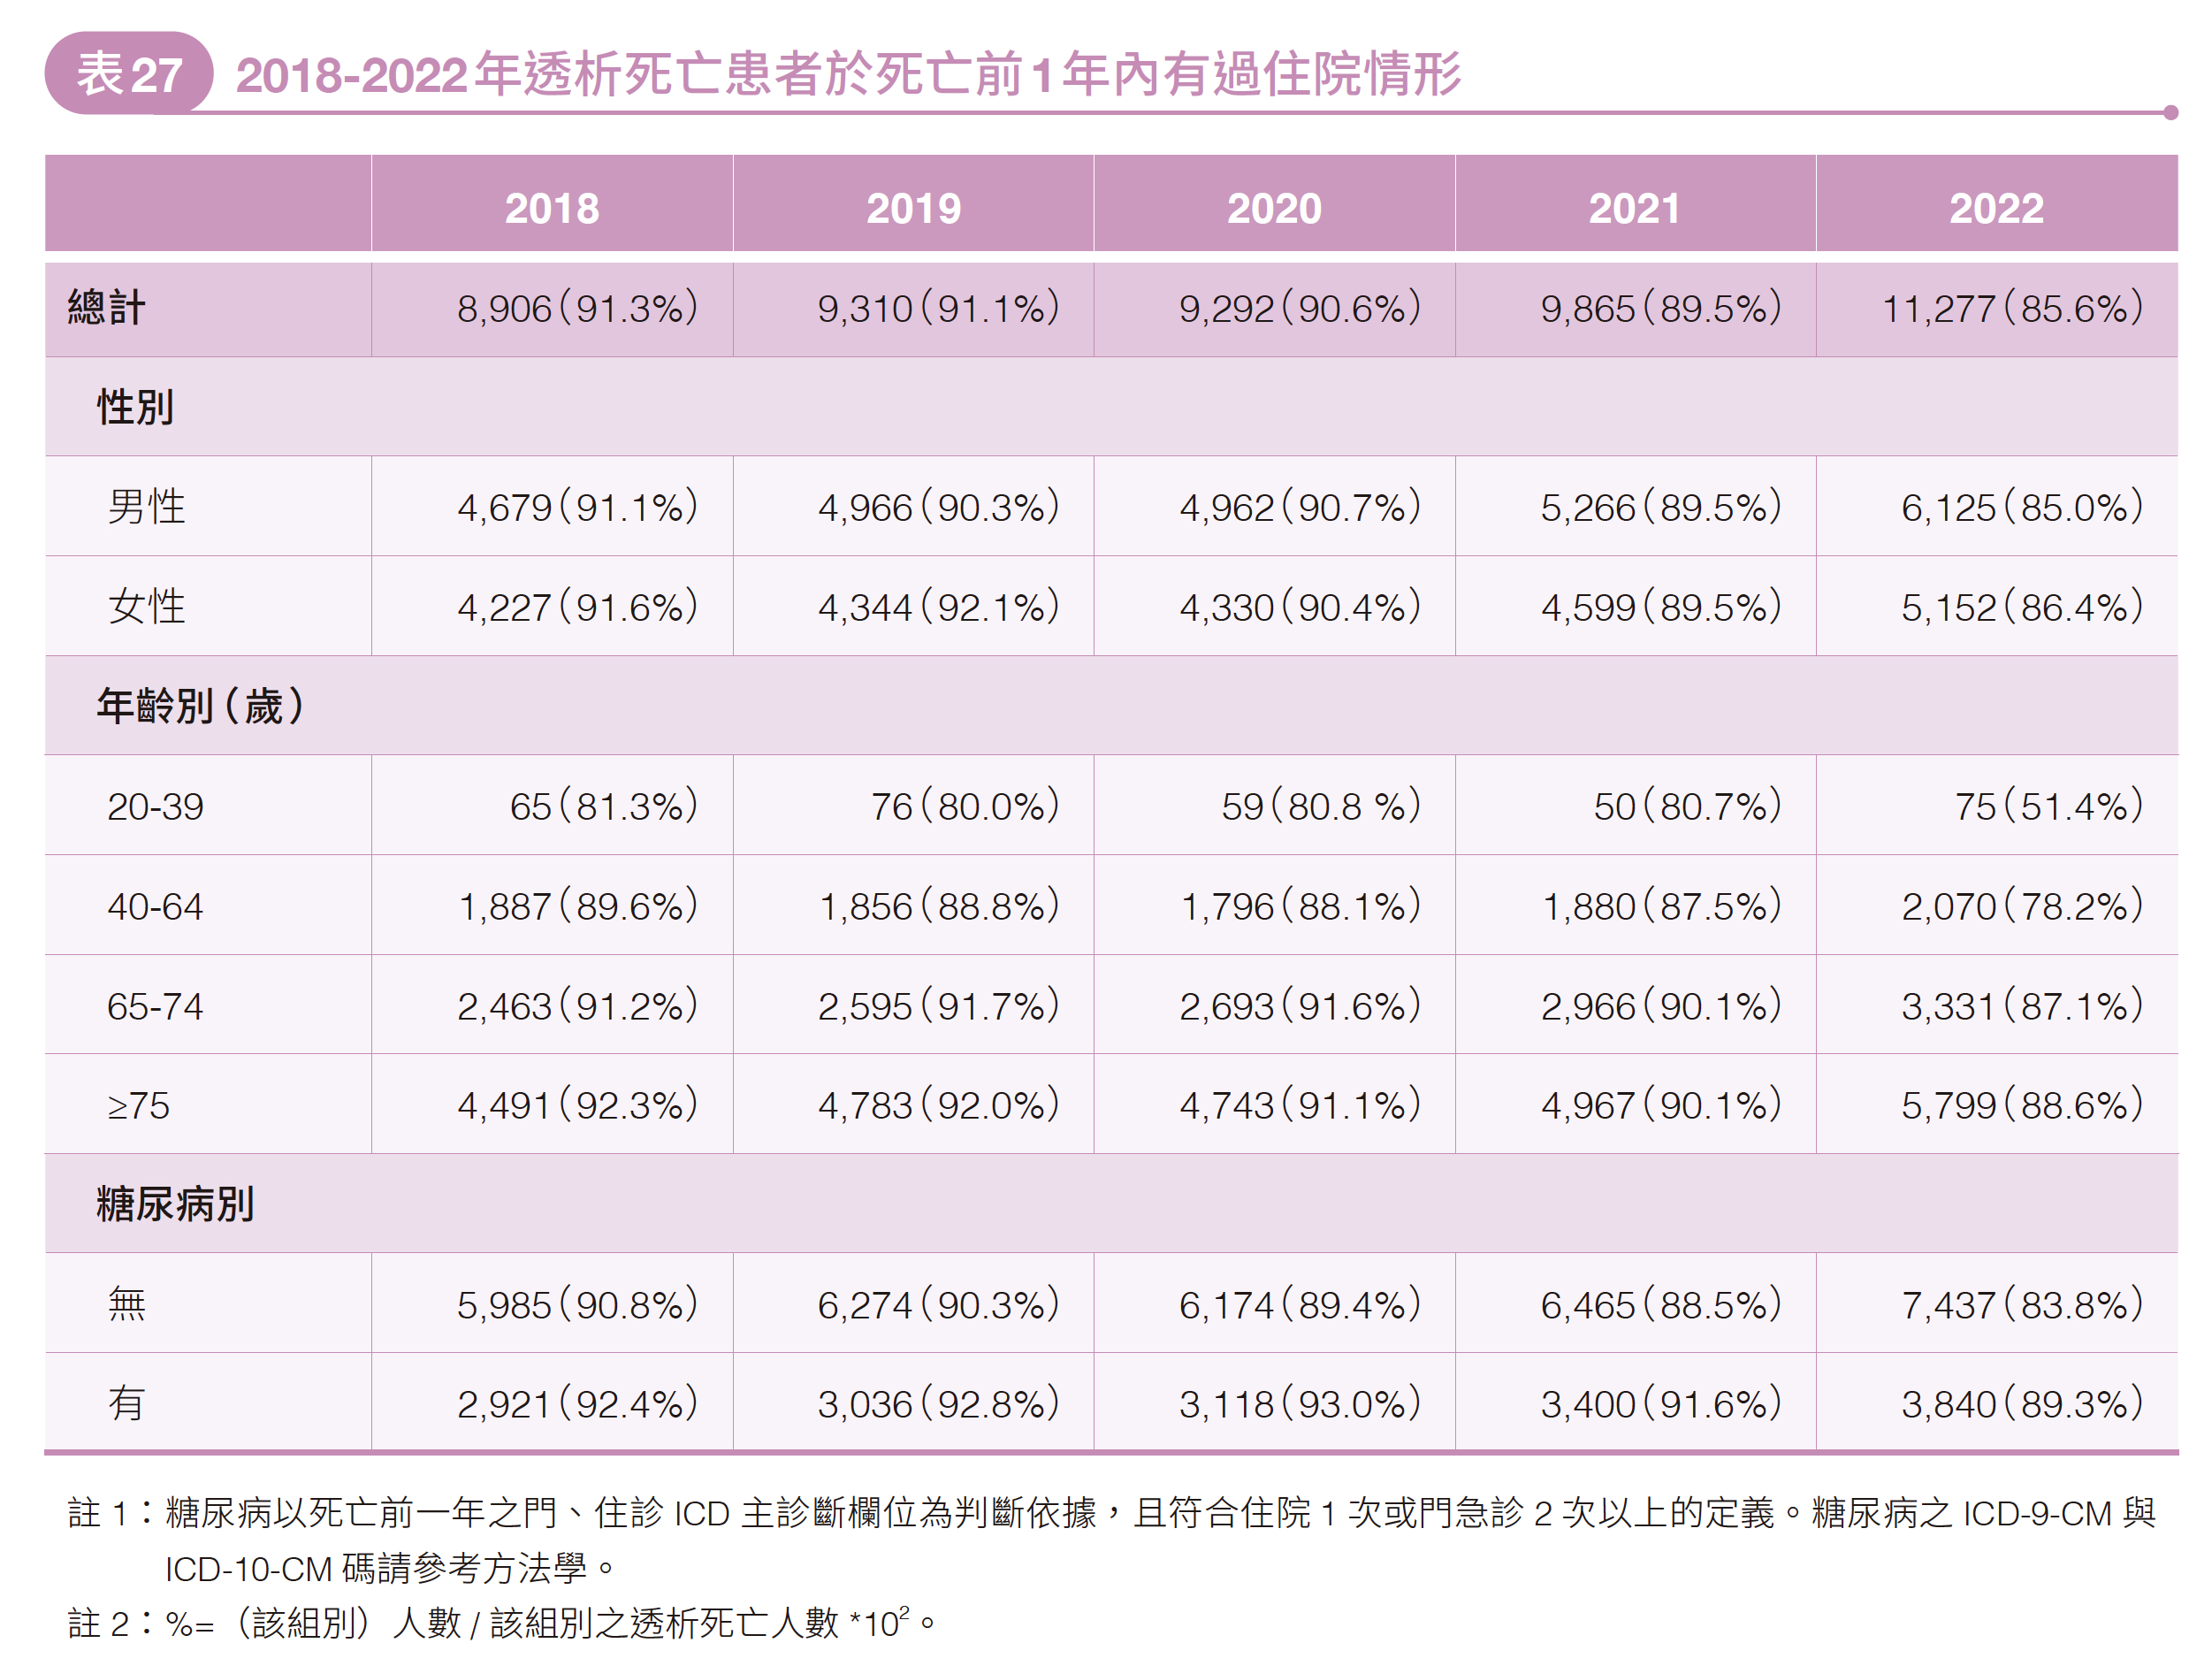 表27 2018-2022年透析死亡患者於死亡前1年內有過住院情形
2018 2019 2020 2021 2022
總計 8,906(91.3%) 9,310(91.1%) 9,292(90.6%) 9,865(89.5%) 11,277(85.6%)
性別
男性 4,679(91.1%) 4,966(90.3%) 4,962(90.7%) 5,266(89.5%) 6,125(85.0%)
女性 4,227(91.6%) 4,344(92.1%) 4,330(90.4%) 4,599(89.5%) 5,152(86.4%)
年齡別(歲)
20-39 65(81.3%) 76(80.0%) 59(80.8 %) 50(80.7%) 75(51.4%)
40-64 1,887(89.6%) 1,856(88.8%) 1,796(88.1%) 1,880(87.5%) 2,070(78.2%)
65-74 2,463(91.2%) 2,595(91.7%) 2,693(91.6%) 2,966(90.1%) 3,331(87.1%)
≥75 4,491(92.3%) 4,783(92.0%) 4,743(91.1%) 4,967(90.1%) 5,799(88.6%)
糖尿病別
無 5,985(90.8%) 6,274(90.3%) 6,174(89.4%) 6,465(88.5%) 7,437(83.8%)
有 2,921(92.4%) 3,036(92.8%) 3,118(93.0%) 3,400(91.6%) 3,840(89.3%)
註 1：糖尿病以死亡前一年之門、住診 ICD 主診斷欄位為判斷依據，且符合住院 1 次或門急診 2 次以上的定義。糖尿病之 ICD-9-CM 與
ICD-10-CM 碼請參考方法學。
註 2：%=（該組別）人數 / 該組別之透析死亡人數 *10²。